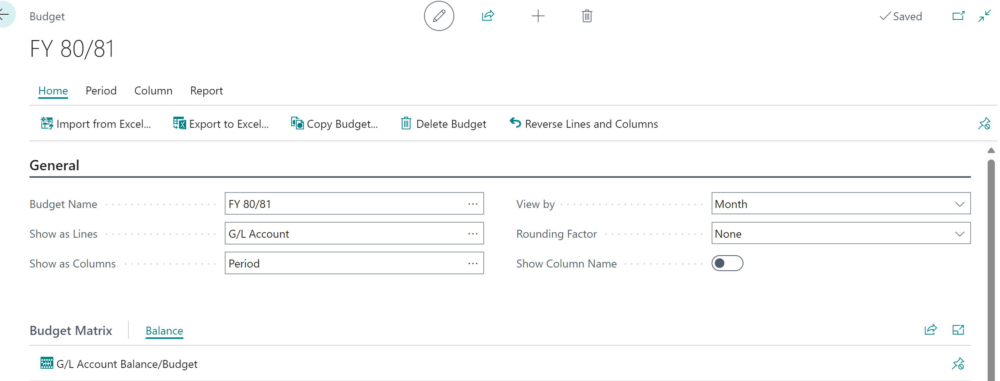 Budget
Saved
FY 80/81
Home Period Column Report
Import from Excel... Export to Excel... Copy Budget... Delete Budget Reverse Lines and Columns
General
Budget Name FY 80/81 ... View by Month
Show as Lines G/L Account ... Rounding Factor None
Show as Columns Period ... Show Column Name
Budget Matrix Balance
G/L Account Balance/Budget